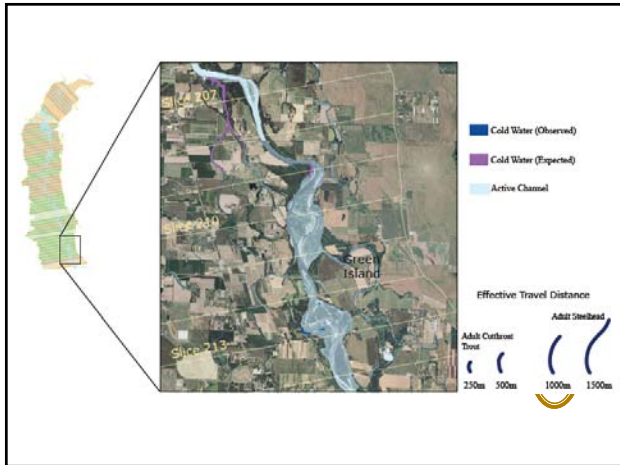 Slice 207
Slice 210
Green
Island
Slice 213
Cold Water (Observed)
Cold Water (Expected)
Active Channel
Effective Travel Distance
Adult Steelhead
Adult Cutthroat
Trout
250m 500m 1000m 1500m